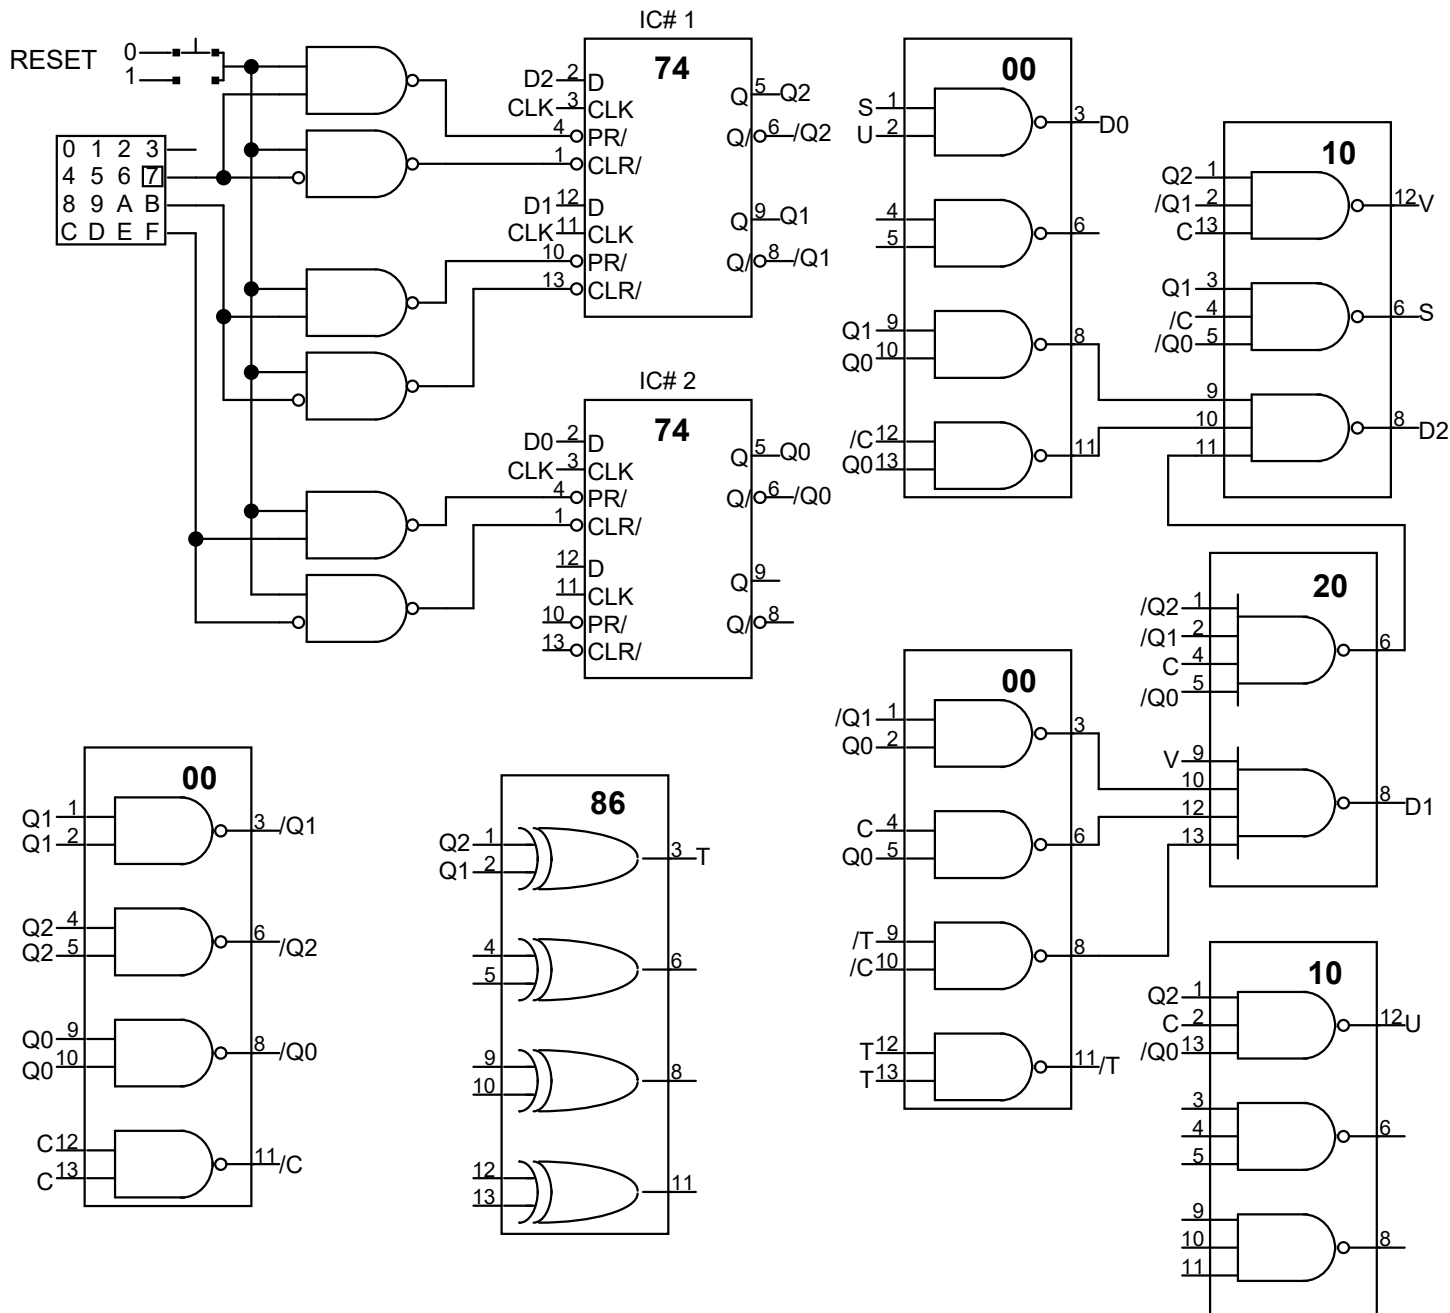 IC# 1
RESET 0
1
0 1 2 3
4 5 6 7
8 9 A B
C D E F
74
D2 2 D
CLK 3 CLK
4 PR/
1 CLR/
D1 12 D
CLK 11 CLK
10 PR/
13 CLR/
Q 5 Q2
Q/ 6 /Q2
Q 9 Q1
Q/ 8 /Q1
IC# 2
74
D0 2 D
CLK 3 CLK
4 PR/
1 CLR/
12 D
11 CLK
10 PR/
13 CLR/
Q 5 Q0
Q/ 6 /Q0
Q 9
Q/ 8
00
S 1
U 2
3 D0
4
5
6
Q1 9
Q0 10
8
/C 12
Q0 13
11
10
Q2 1
/Q1 2
C 13
12 V
Q1 3
/C 4
/Q0 5
6 S
9
10
11
8 D2
20
/Q2 1
/Q1 2
C 4
/Q0 5
6
V 9
10
12
13
8 D1
00
/Q1 1
Q0 2
3
C 4
Q0 5
6
/T 9
/C 10
8
T 12
T 13
11 /T
00
Q1 1
Q1 2
3 /Q1
Q2 4
Q2 5
6 /Q2
Q0 9
Q0 10
8 /Q0
C 12
C 13
11 /C
86
Q2 1
Q1 2
3 T
4
5
6
9
10
8
12
13
11
10
Q2 1
C 2
/Q0 13
12 U
3
4
5
6
9
10
11
8